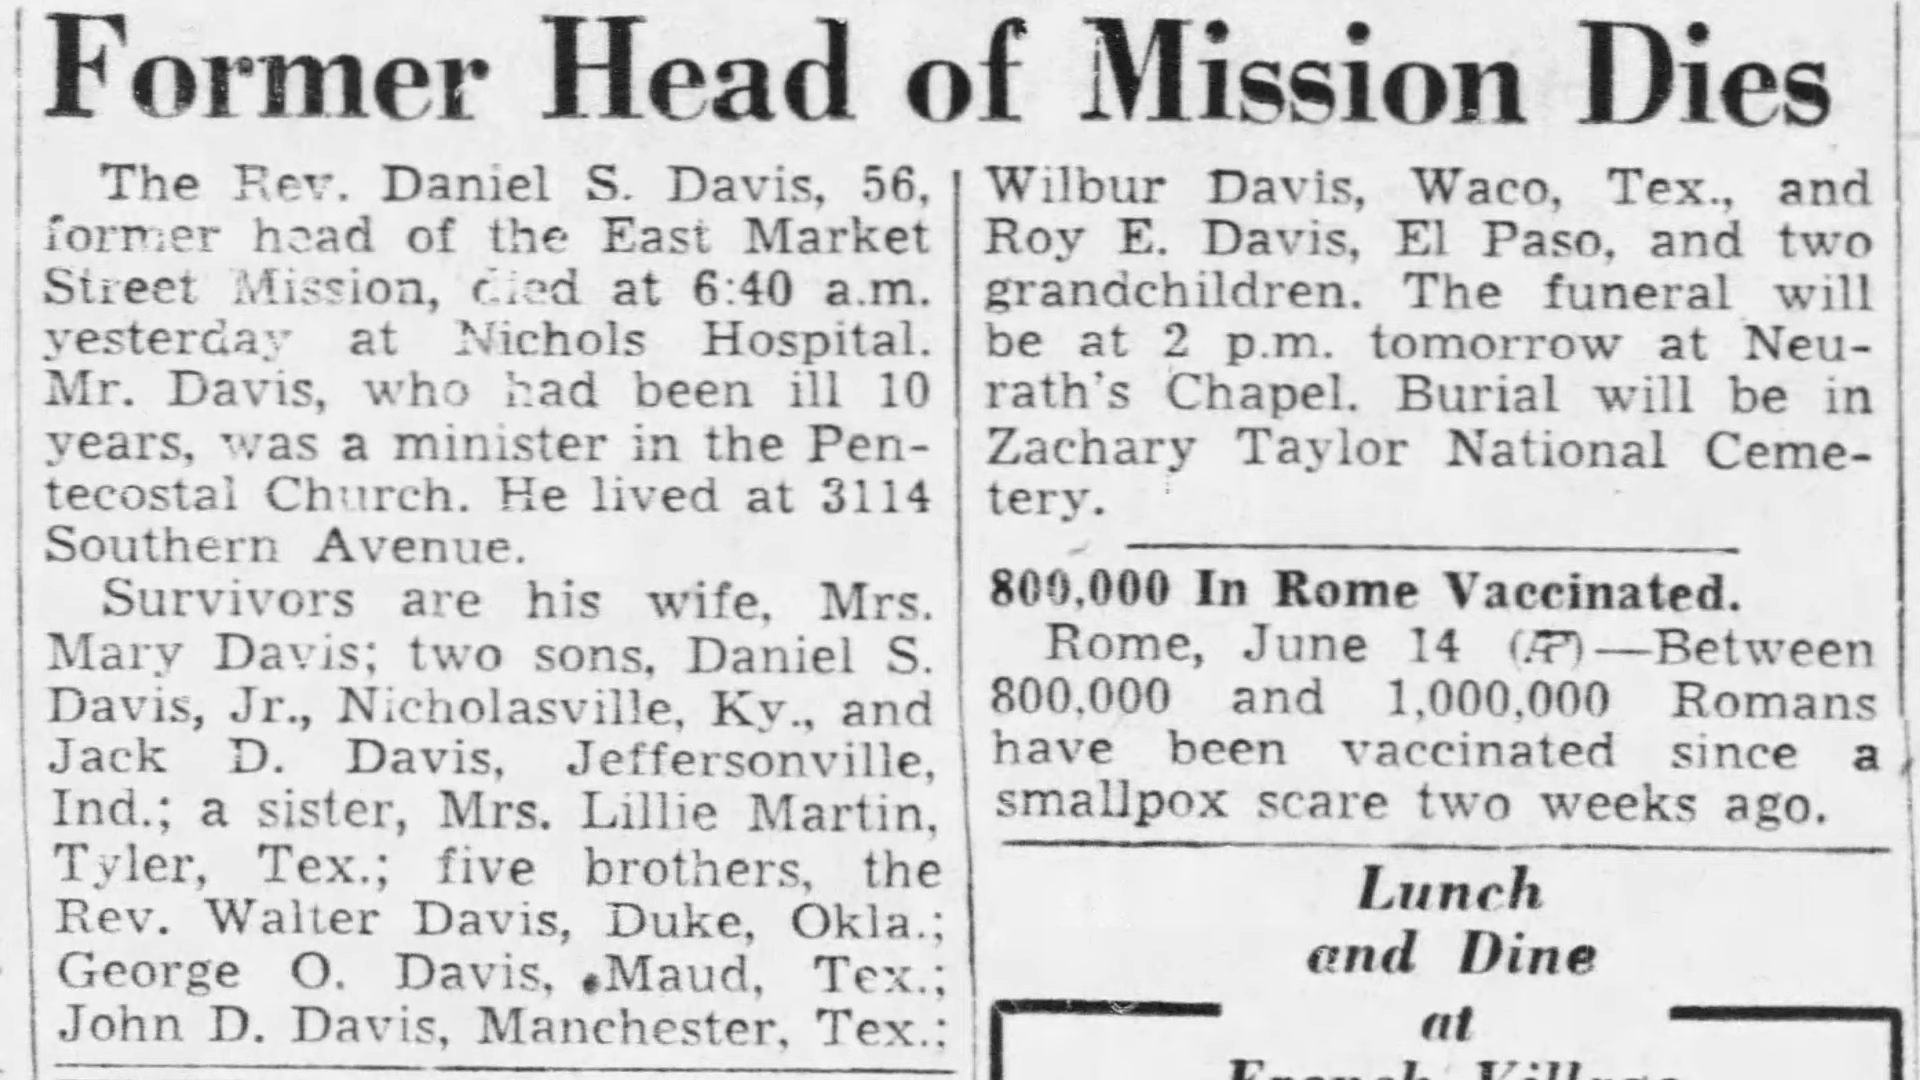 Former Head of Mission Dies
The Rev. Daniel S. Davis, 56,
former head of the East Market
Street Mission, died at 6:40 a.m.
yesterday at Nichols Hospital.
Mr. Davis, who had been ill 10
years, was a minister in the Pen-
tecostal Church. He lived at 3114
Southern Avenue.
Survivors are his wife, Mrs.
Mary Davis; two sons, Daniel S.
Davis, Jr., Nicholasville, Ky., and
Jack D. Davis, Jeffersonville,
Ind.; a sister, Mrs. Lillie Martin,
Tyler, Tex.; five brothers, the
Rev. Walter Davis, Duke, Okla.;
George O. Davis, Maud, Tex.;
John D. Davis, Manchester, Tex.;
Wilbur Davis, Waco, Tex., and
Roy E. Davis, El Paso, and two
grandchildren. The funeral will
be at 2 p.m. tomorrow at Neu-
rath's Chapel. Burial will be in
Zachary Taylor National Ceme-
tery.
800,000 In Rome Vaccinated.
Rome, June 14 (AP)—Between
800,000 and 1,000,000 Romans
have been vaccinated since a
smallpox scare two weeks ago.
Lunch
and Dine
at
French Village